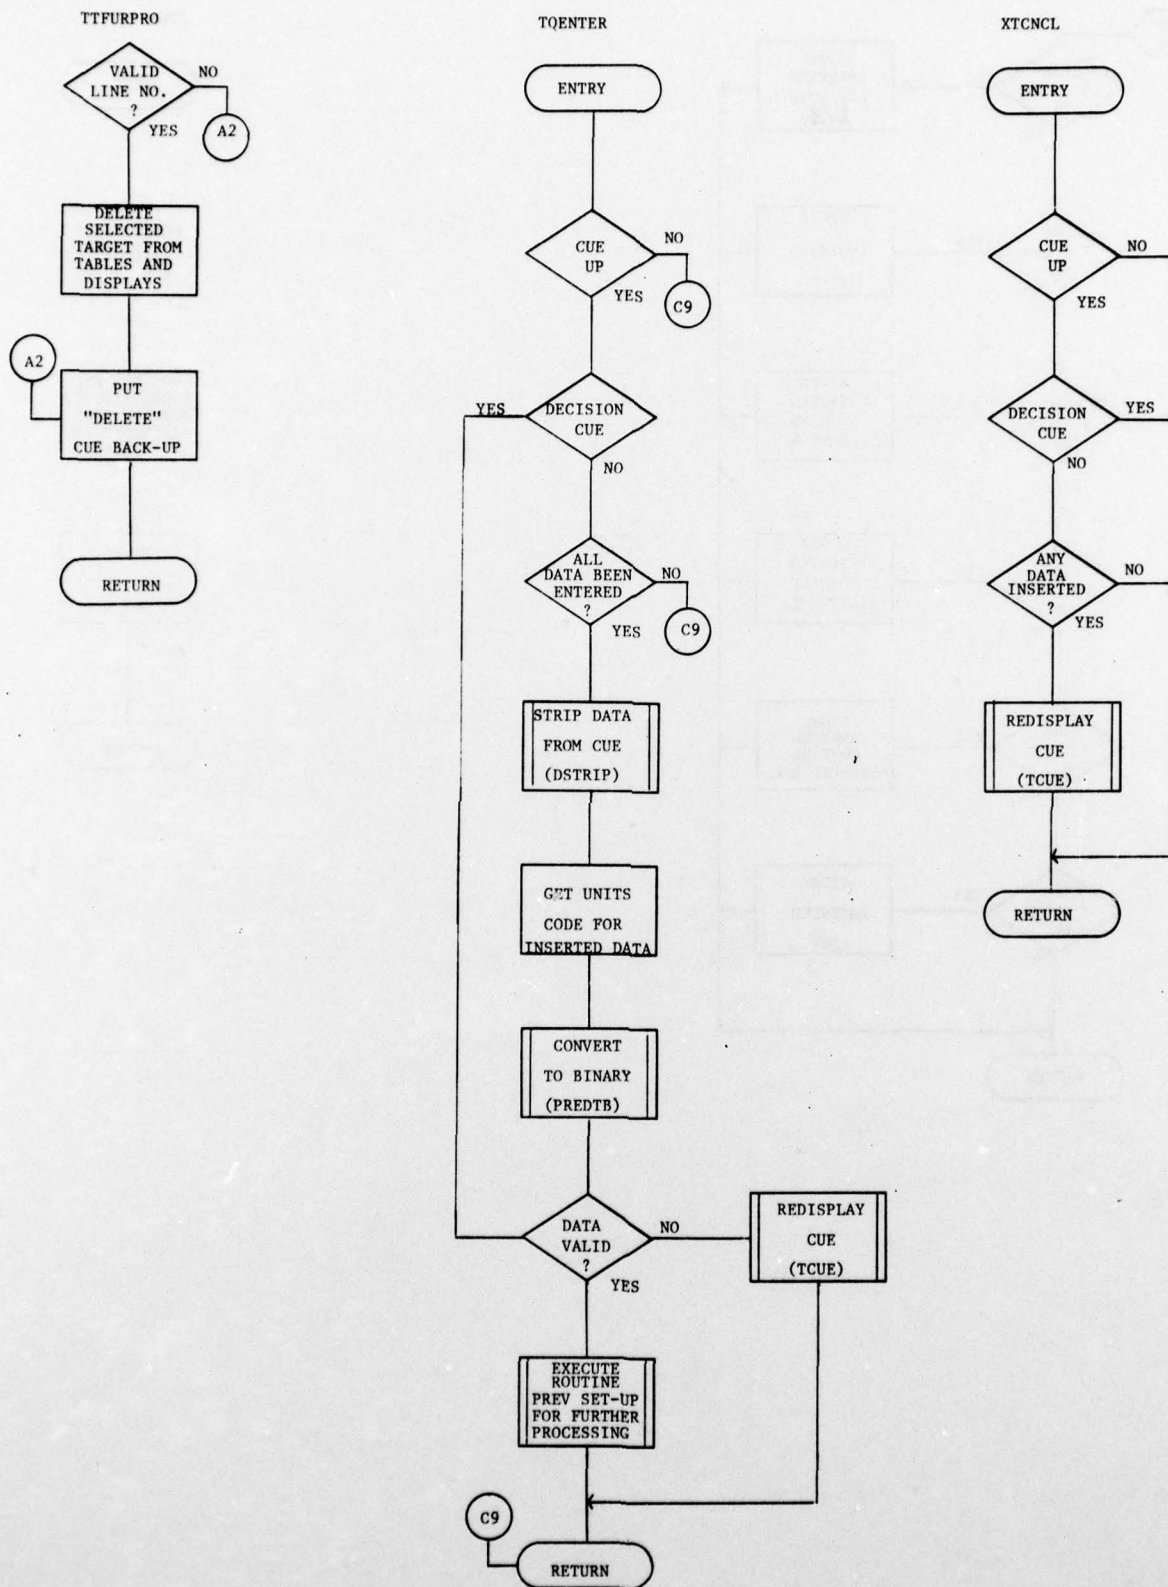 TTFURPRO
VALID
LINE NO.
?
NO
YES
A2
DELETE
SELECTED
TARGET FROM
TABLES AND
DISPLAYS
A2
PUT
"DELETE"
CUE BACK-UP
RETURN
TQENTER
ENTRY
CUE
UP
NO
YES
C9
DECISION
CUE
YES
NO
ALL
DATA BEEN
ENTERED
?
NO
YES
C9
STRIP DATA
FROM CUE
(DSTRIP)
GET UNITS
CODE FOR
INSERTED DATA
CONVERT
TO BINARY
(PREDTB)
DATA
VALID
?
NO
YES
REDISPLAY
CUE
(TCUE)
EXECUTE
ROUTINE
PREV SET-UP
FOR FURTHER
PROCESSING
C9
RETURN
XTCNCL
ENTRY
CUE
UP
NO
YES
DECISION
CUE
YES
NO
ANY
DATA
INSERTED
?
NO
YES
REDISPLAY
CUE
(TCUE)
RETURN